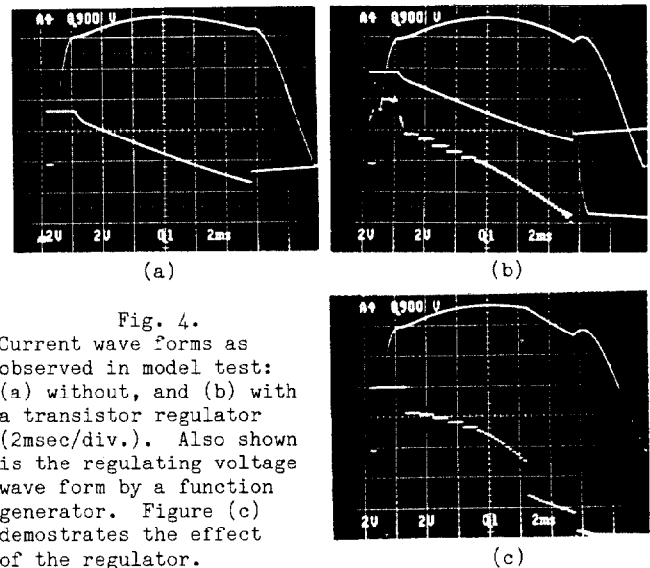 A4 0.900 V
2V 2V 0.1 2ms
(a)
A4 0.900 V
2V 2V 0.1 2ms
(b)
Fig. 4.
Current wave forms as
observed in model test:
(a) without, and (b) with
a transistor regulator
(2msec/div.). Also shown
is the regulating voltage
wave form by a function
generator. Figure (c)
demostrates the effect
of the regulator.
A4 0.900 V
2V 2V 0.1 2ms
(c)